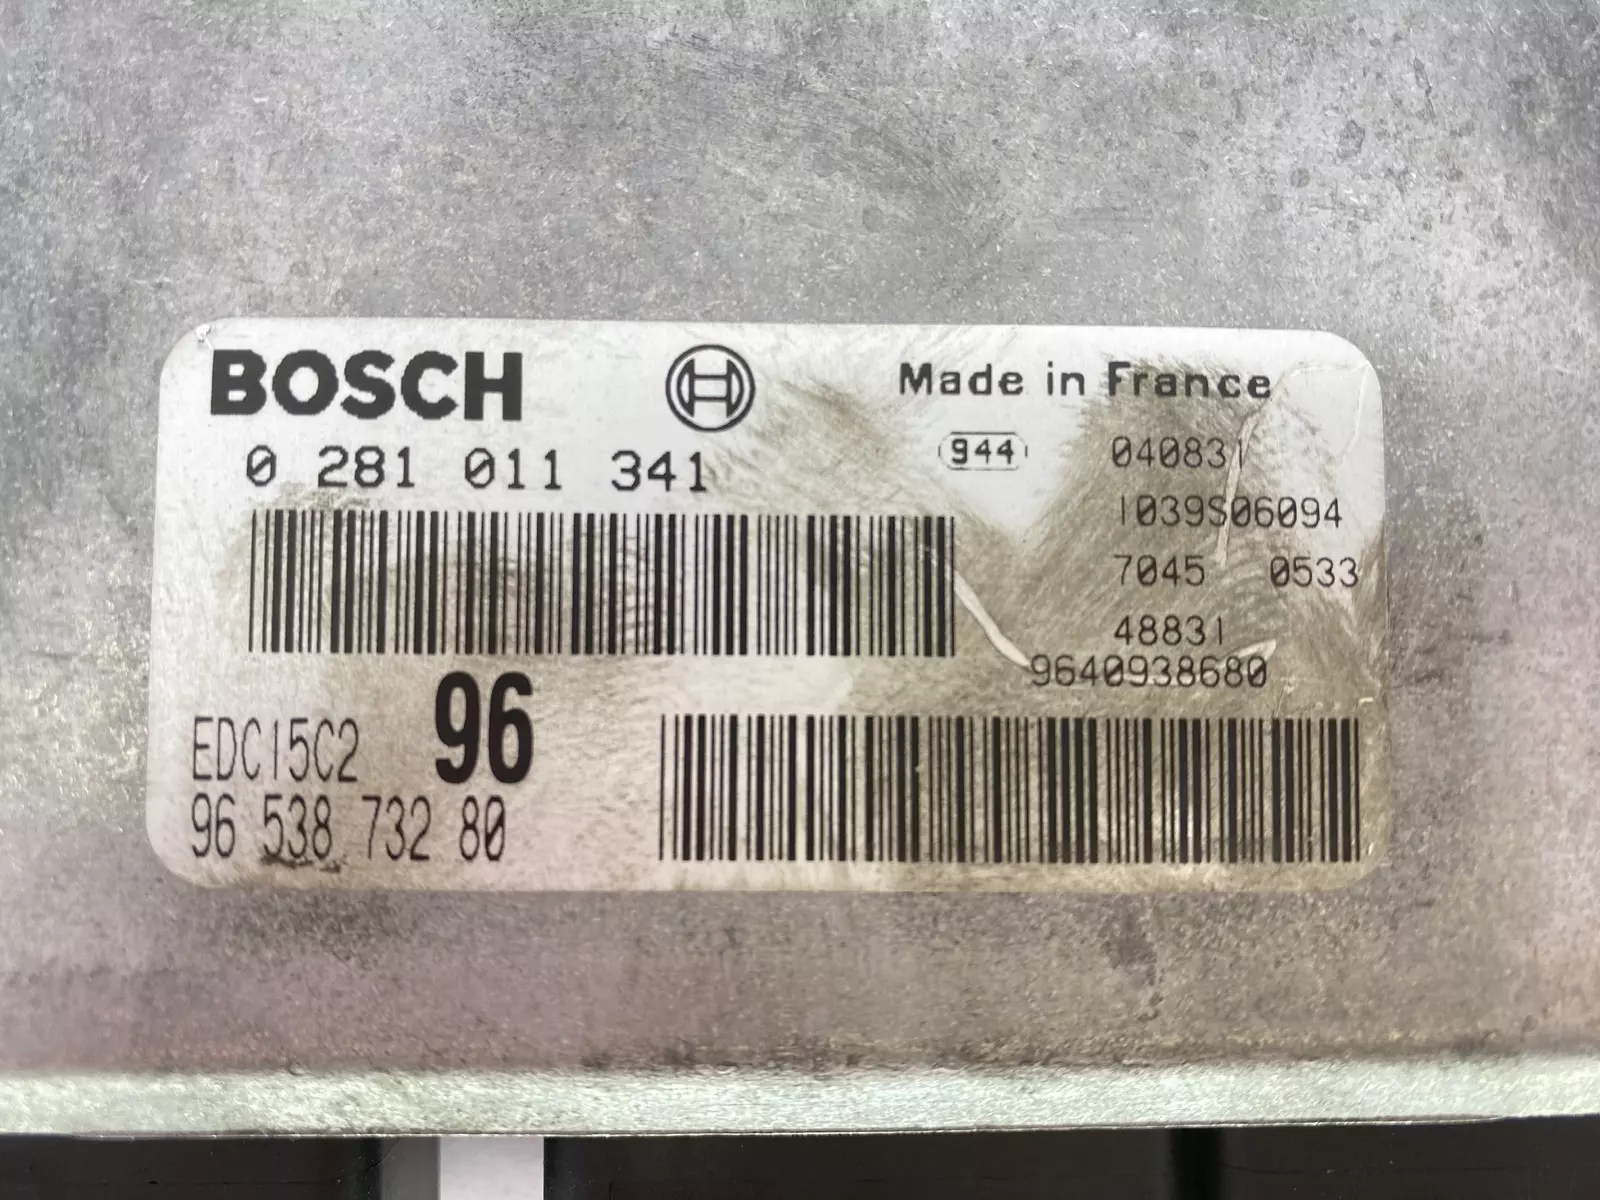 BOSCH
Made in France
0 281 011 341
944 040831
1039S06094
7045 0533
48831
9640938680
EDC15C2 96
96 538 732 80